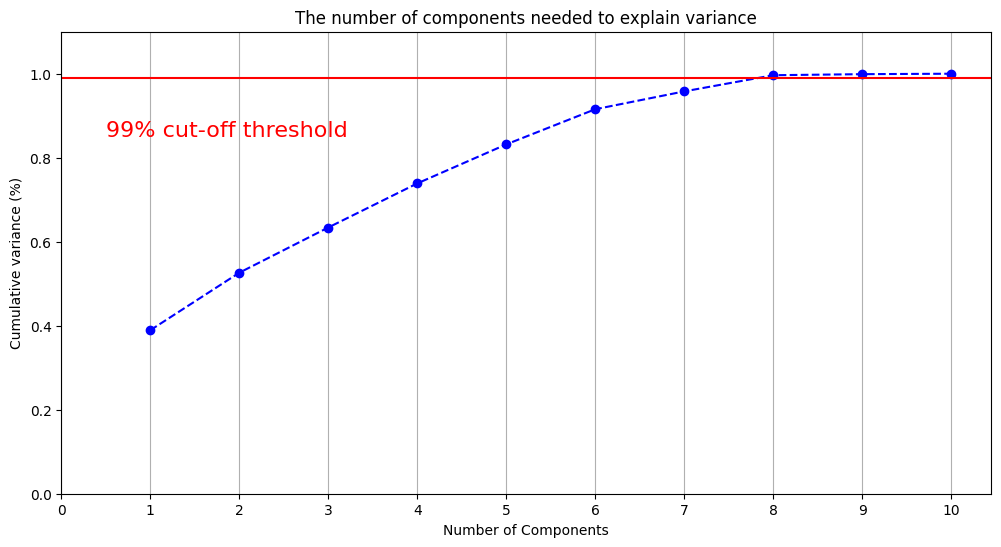 The number of components needed to explain variance
Cumulative variance (%)
1.0
0.8
0.6
0.4
0.2
0.0
99% cut-off threshold
0 1 2 3 4 5 6 7 8 9 10
Number of Components